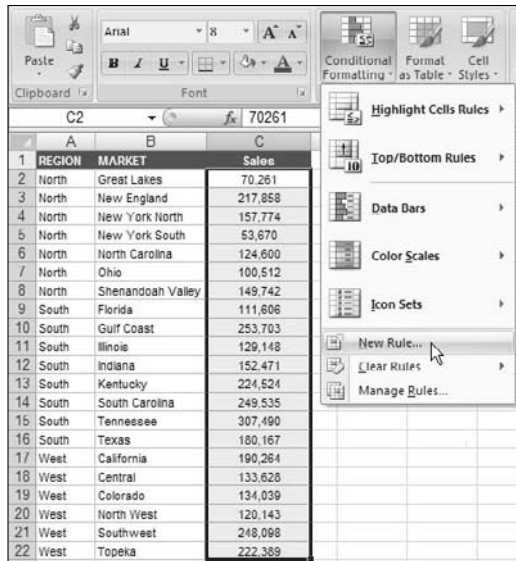 Arial 8 A A
Paste B I U A
Conditional Formatting Format as Table Cell Styles
Clipboard Font
C2 fx 70261
A B C
1 REGION MARKET Sales
2 North Great Lakes 70,261
3 North New England 217,858
4 North New York North 157,774
5 North New York South 53,670
6 North North Carolina 124,600
7 North Ohio 100,512
8 North Shenandoah Valley 149,742
9 South Florida 111,606
10 South Gulf Coast 253,703
11 South Illinois 129,148
12 South Indiana 152,471
13 South Kentucky 224,524
14 South South Carolina 249,535
15 South Tennessee 307,490
16 South Texas 180,167
17 West California 190,264
18 West Central 133,628
19 West Colorado 134,039
20 West North West 120,143
21 West Southwest 248,098
22 West Topeka 222,389
Highlight Cells Rules
10 Top/Bottom Rules
Data Bars
Color Scales
Icon Sets
New Rule...
Clear Rules
Manage Rules...